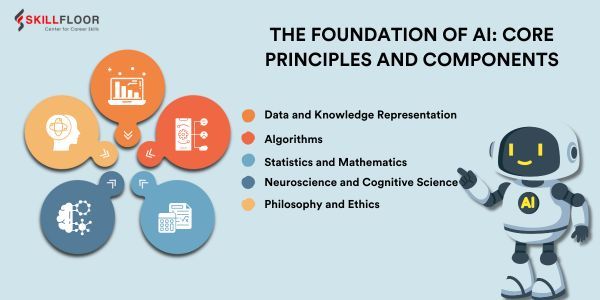 SKILLFLOOR
Center for Career Skills
THE FOUNDATION OF AI: CORE
PRINCIPLES AND COMPONENTS
Data and Knowledge Representation
Algorithms
Statistics and Mathematics
Neuroscience and Cognitive Science
Philosophy and Ethics
AI